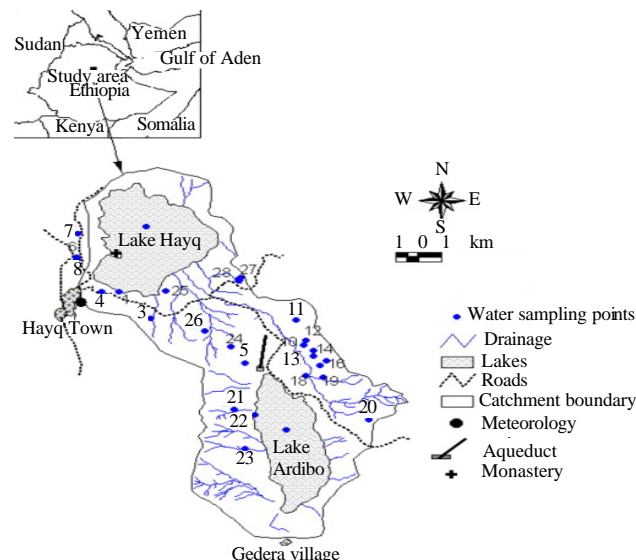 Sudan
Yemen
Gulf of Aden
Study area
Ethiopia
Kenya
Somalia
N
W
E
S
1 0 1 km
Lake Hayq
7
6
8
4
Hayq Town
3
25
28
27
26
24
5
11
12
10
14
13
16
18
19
20
21
22
23
Lake
Ardibo
Gedera village
Water sampling points
Drainage
Lakes
Roads
Catchment boundary
Meteorology
Aqueduct
Monastery